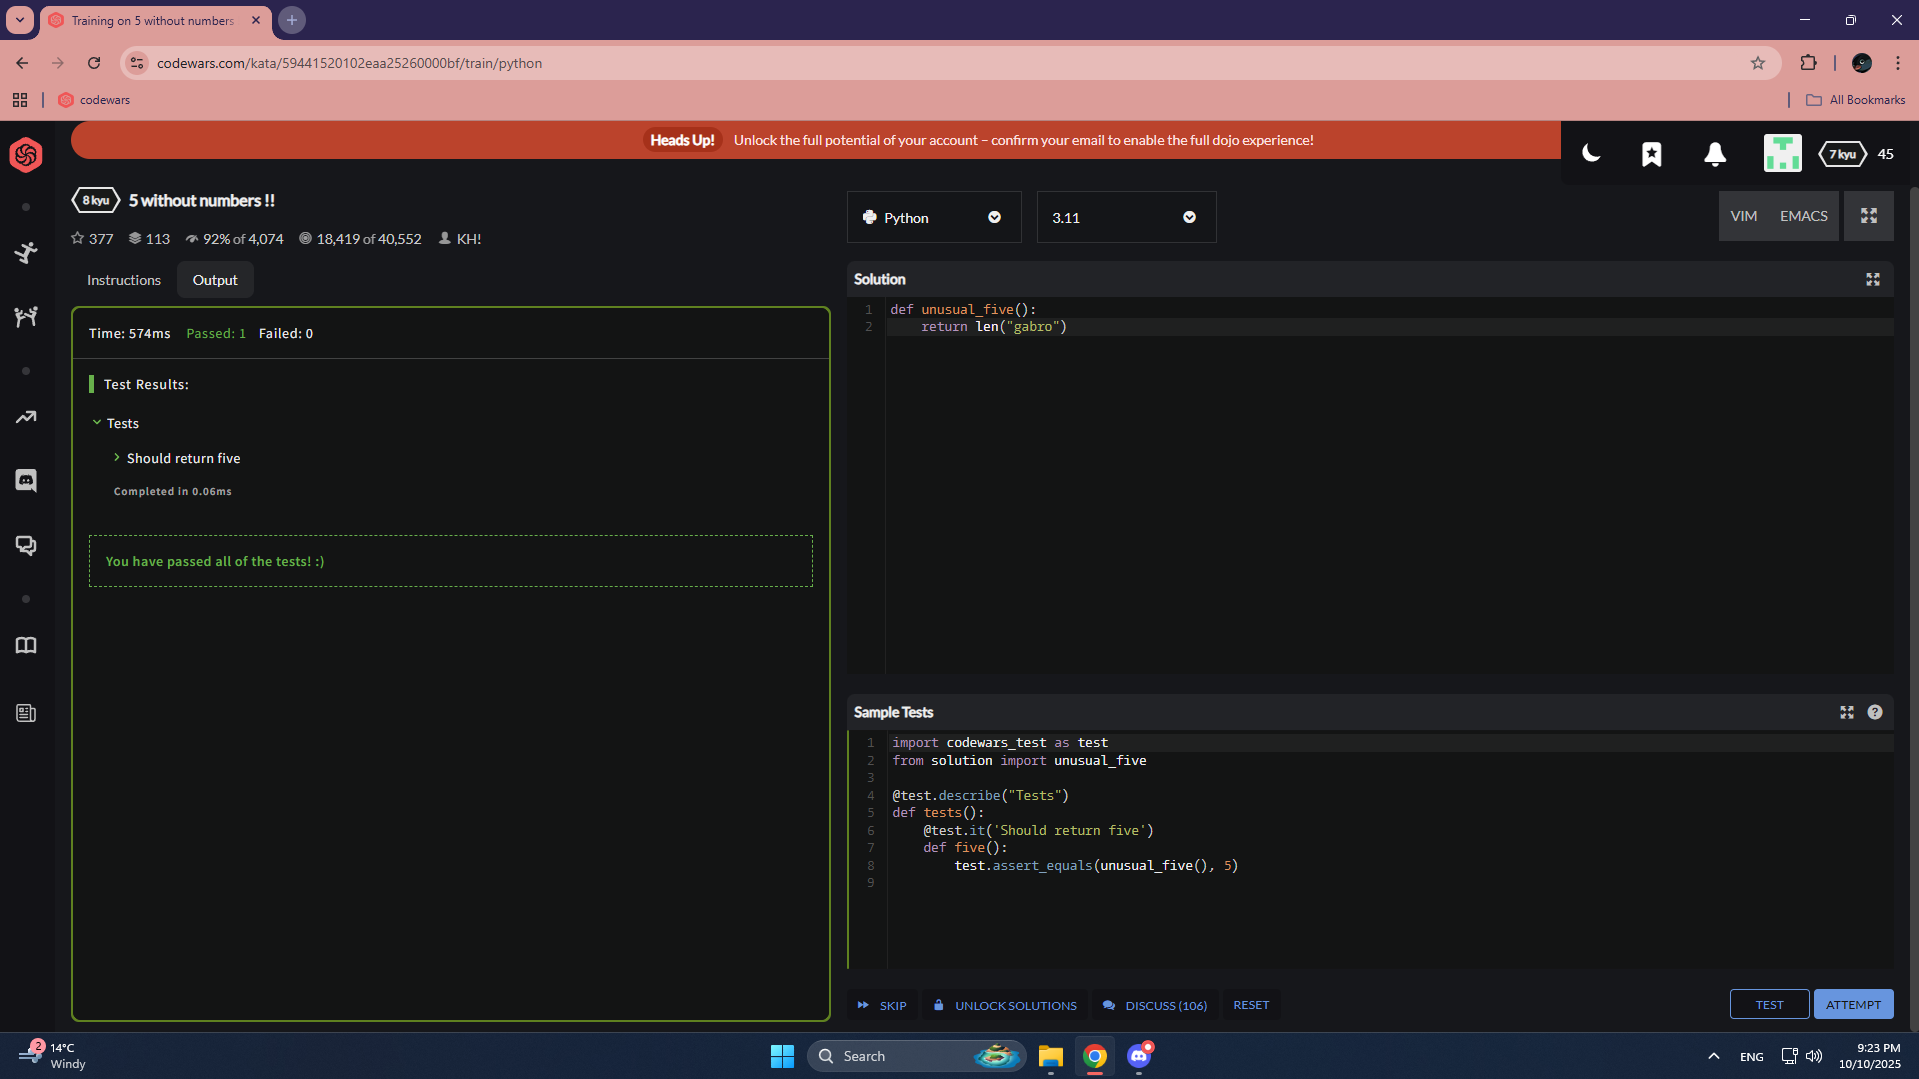 Training on 5 without numbers
codewars.com/kata/59441520102eaa25260000bf/train/python
codewars
All Bookmarks
Heads Up! Unlock the full potential of your account – confirm your email to enable the full dojo experience!
7 kyu 45
8 kyu 5 without numbers !!
377 113 92% of 4,074 18,419 of 40,552 KH!
Python
3.11
VIM EMACS
Instructions Output
Time: 574ms Passed: 1 Failed: 0
Test Results:
Tests
Should return five
Completed in 0.06ms
You have passed all of the tests! :)
Solution
1 def unusual_five():
2     return len("gabro")
Sample Tests
1 import codewars_test as test
2 from solution import unusual_five
3
4 @test.describe("Tests")
5 def tests():
6     @test.it('Should return five')
7     def five():
8         test.assert_equals(unusual_five(), 5)
9
SKIP UNLOCK SOLUTIONS DISCUSS (106) RESET
TEST ATTEMPT
2
14°C
Windy
Search
ENG
9:23 PM
10/10/2025